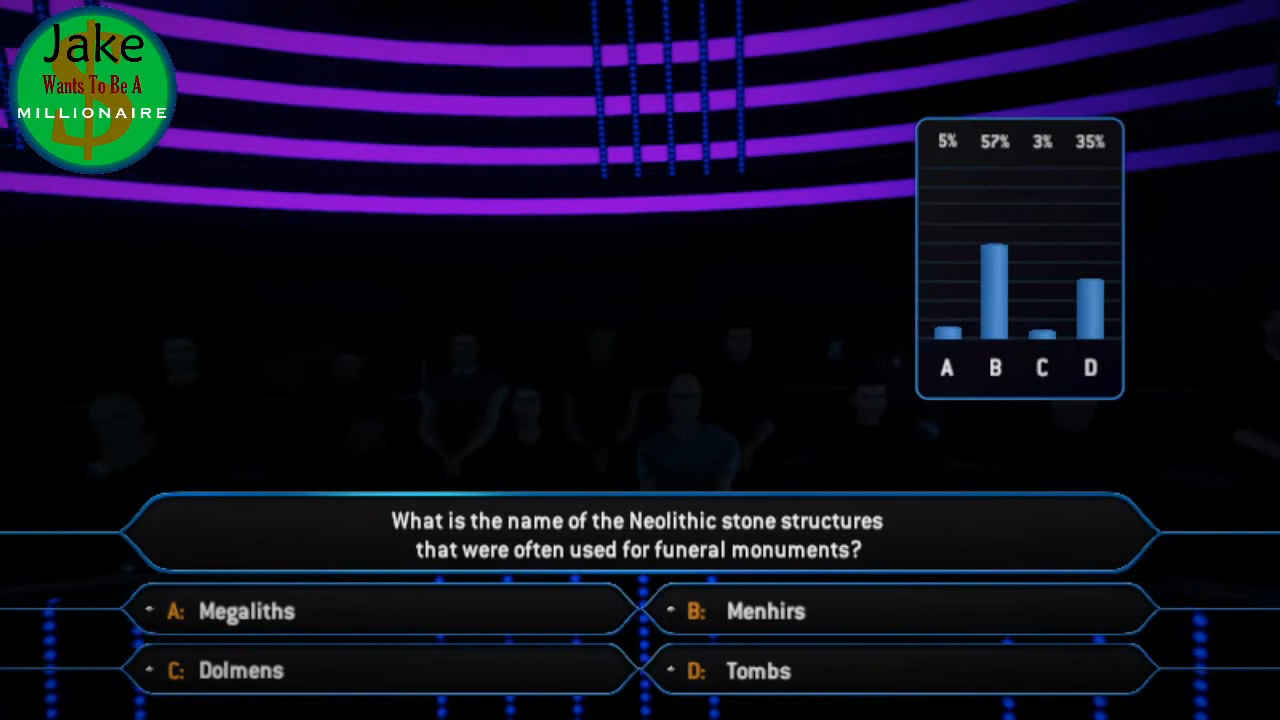 Jake
Wants To Be A
MILLIONAIRE
5% 57% 3% 35%
A B C D
What is the name of the Neolithic stone structures
that were often used for funeral monuments?
A: Megaliths
B: Menhirs
C: Dolmens
D: Tombs